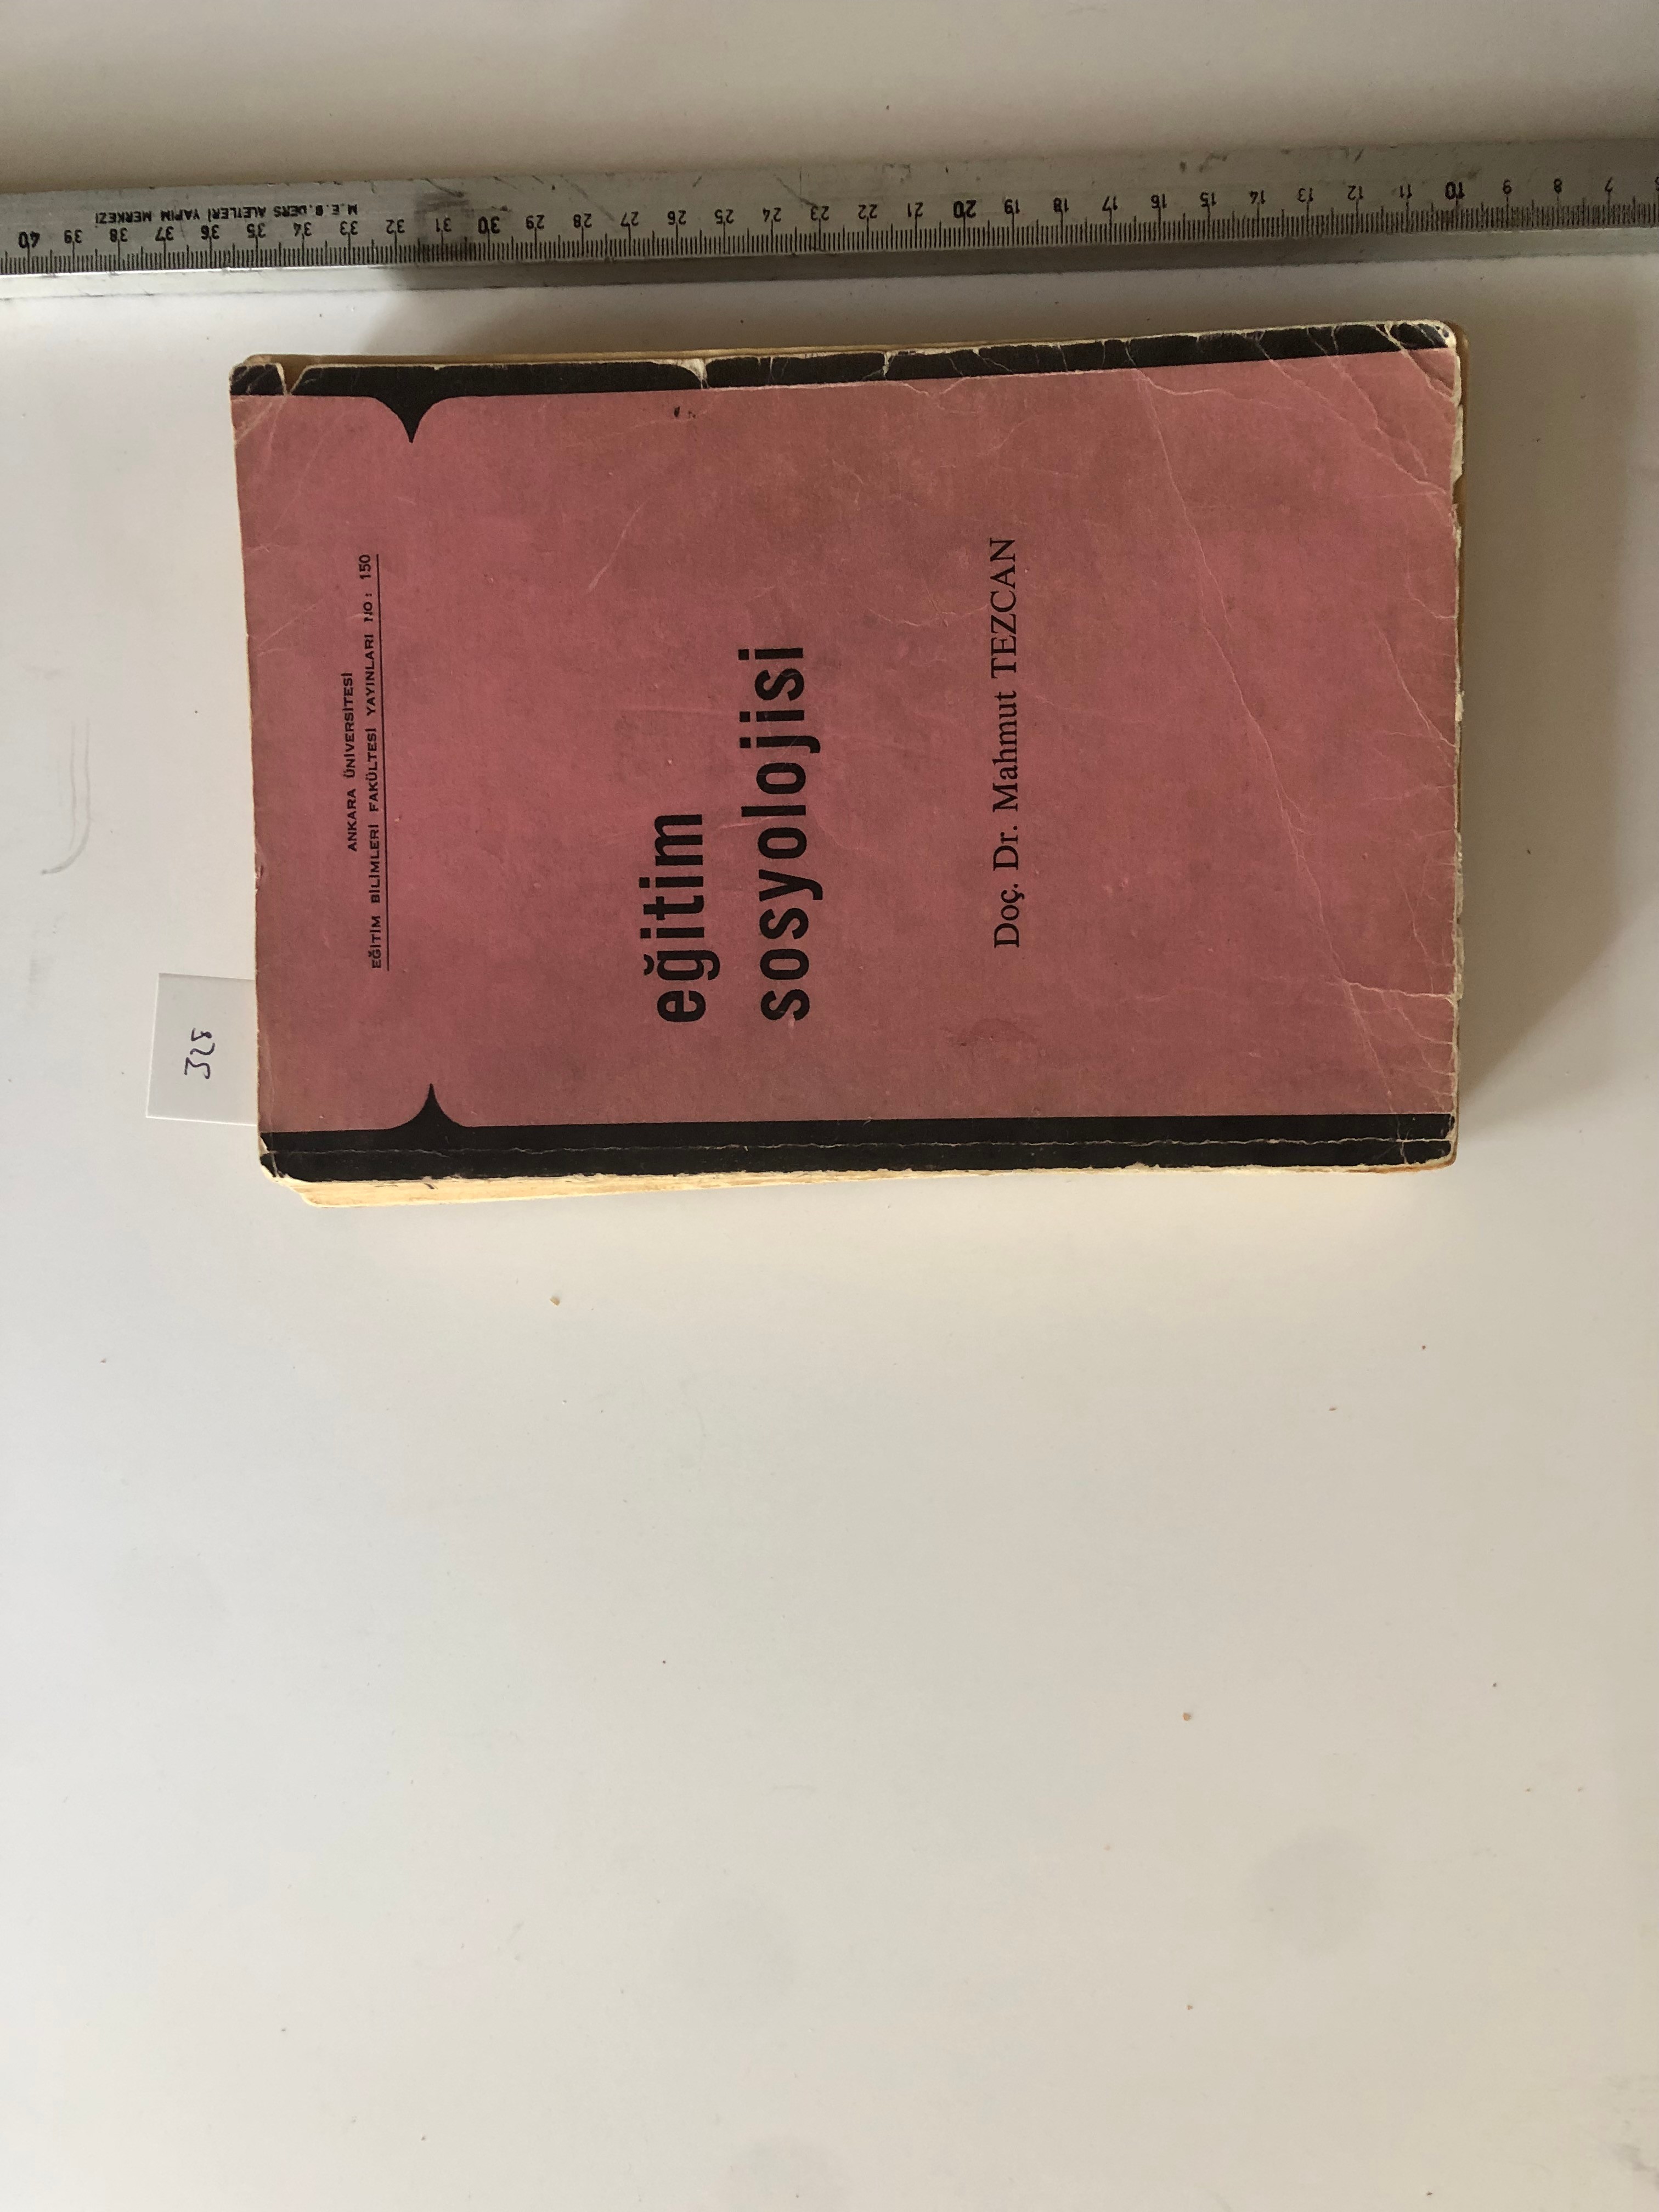 ANKARA ÜNİVERSİTESİ
EĞİTİM BİLİMLERİ FAKÜLTESİ YAYINLARI NO: 150
eğitim
sosyolojisi
Doç. Dr. Mahmut TEZCAN
328
M.E.B. DERS ALETLERİ YAPIM MERKEZİ
7 8 9 10 11 12 13 14 15 16 17 18 19 20 21 22 23 24 25 26 27 28 29 30 31 32 33 34 35 36 37 38 39 40